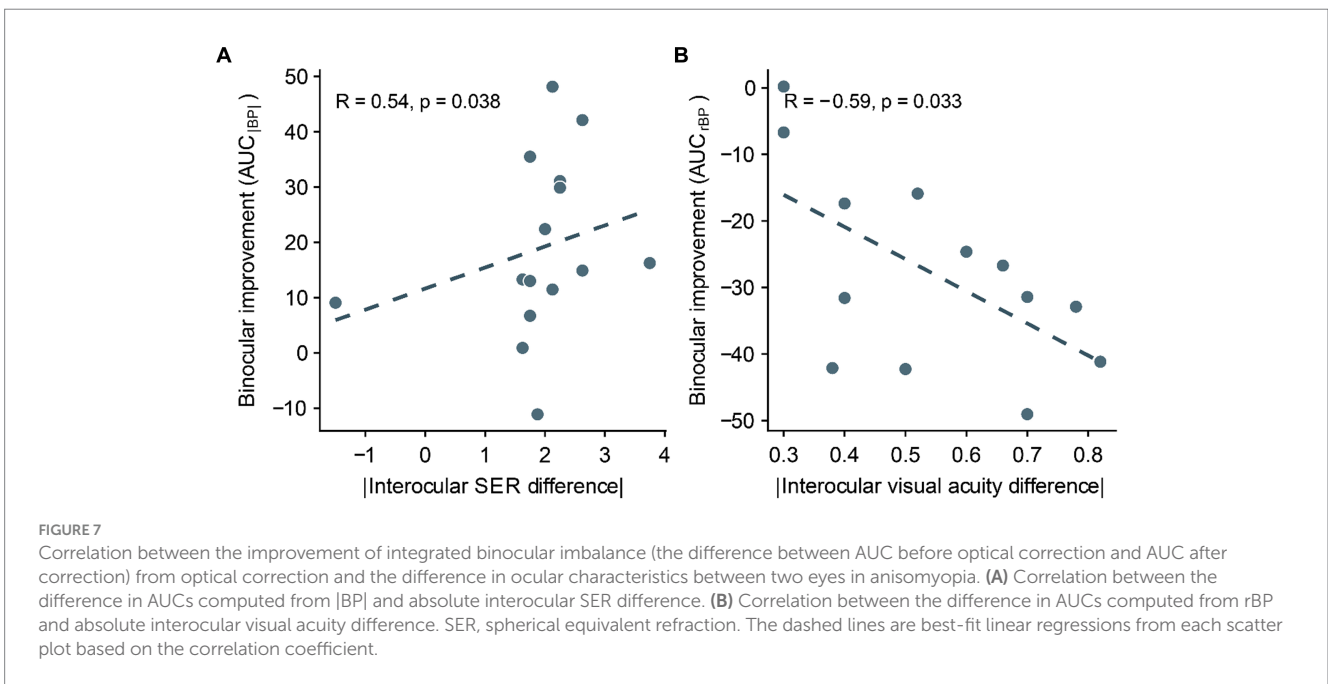 A
B
50
40
30
20
10
0
−10
−1
0
1
2
3
4
R = 0.54, p = 0.038
Binocular improvement (AUC|BP|)
|Interocular SER difference|
0
−10
−20
−30
−40
−50
0.3
0.4
0.5
0.6
0.7
0.8
R = −0.59, p = 0.033
Binocular improvement (AUCrBP)
|Interocular visual acuity difference|
FIGURE 7
Correlation between the improvement of integrated binocular imbalance (the difference between AUC before optical correction and AUC after
correction) from optical correction and the difference in ocular characteristics between two eyes in anisomyopia. (A) Correlation between the
difference in AUCs computed from |BP| and absolute interocular SER difference. (B) Correlation between the difference in AUCs computed from rBP
and absolute interocular visual acuity difference. SER, spherical equivalent refraction. The dashed lines are best-fit linear regressions from each scatter
plot based on the correlation coefficient.